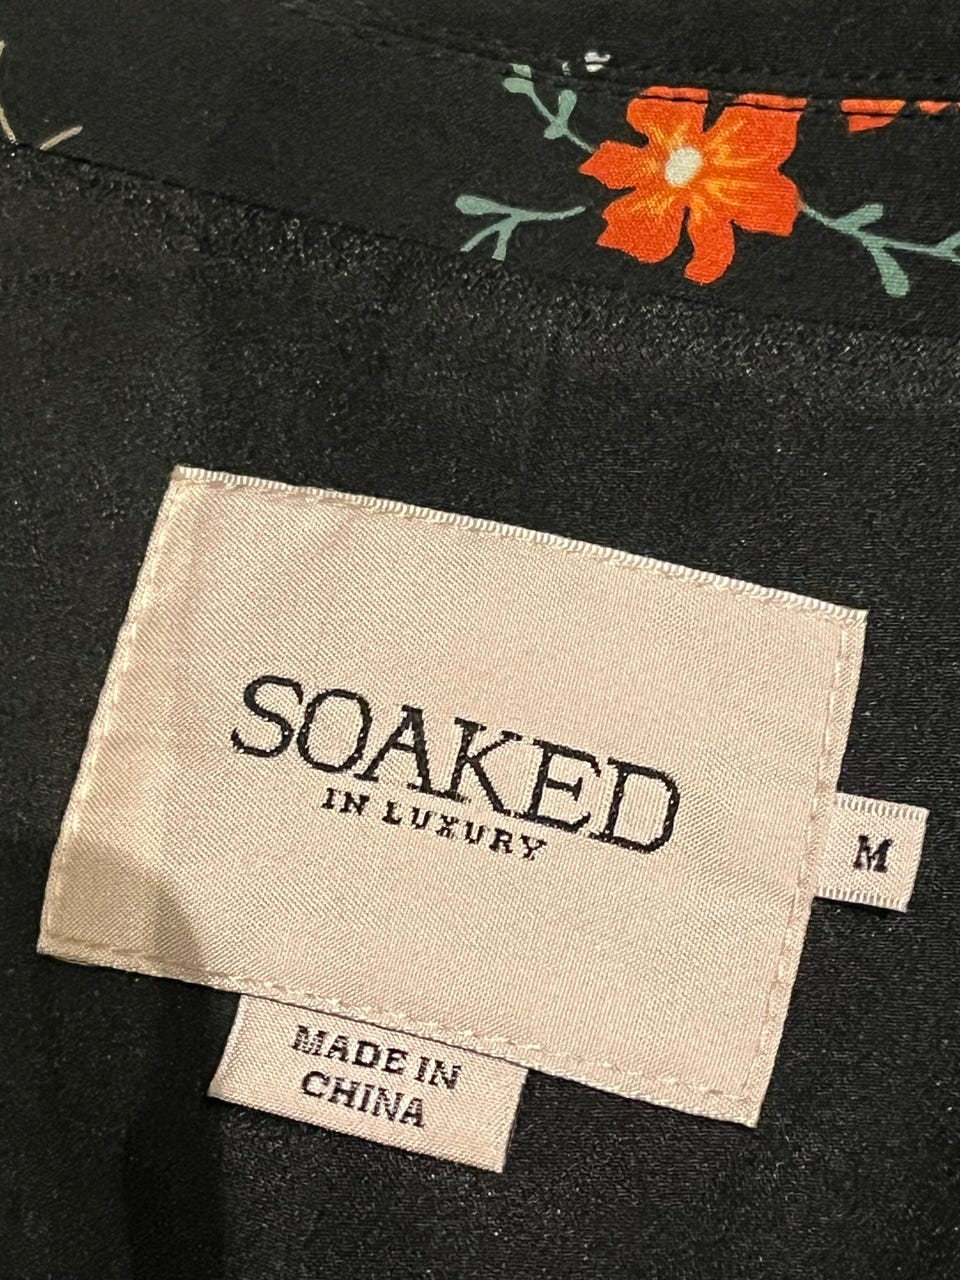 SOAKED
IN LUXURY
M
MADE IN
CHINA